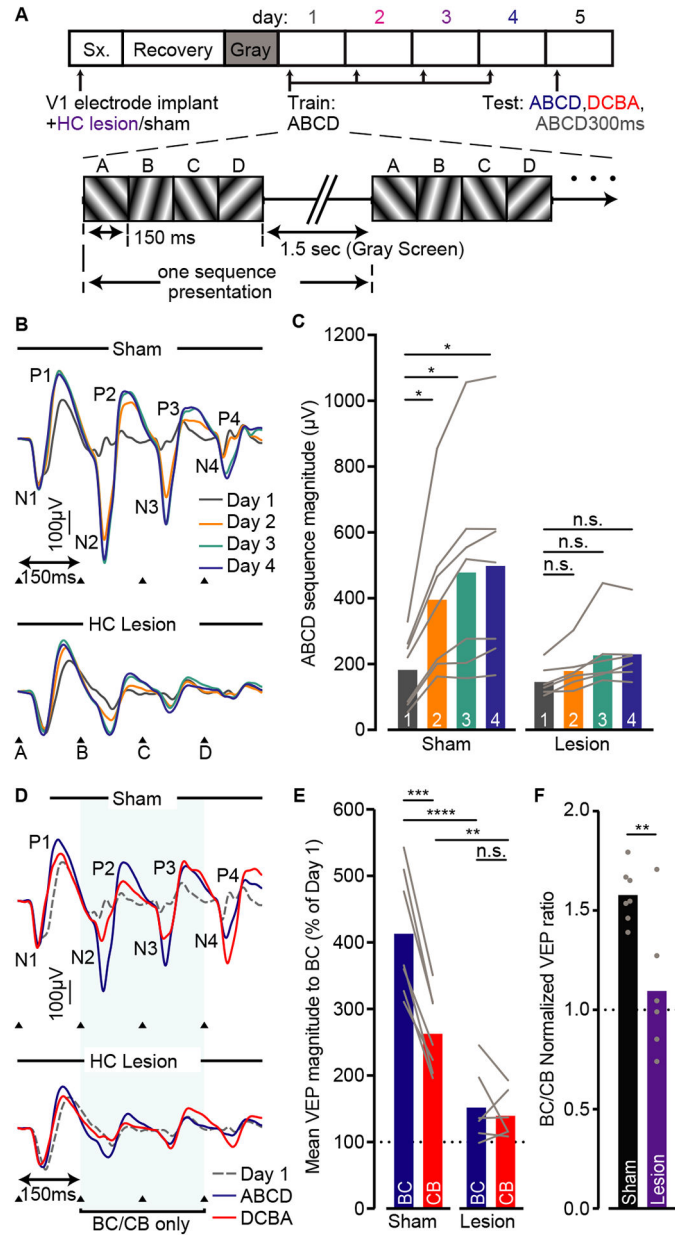 A
day: 1 2 3 4 5
Sx. Recovery Gray
V1 electrode implant
+HC lesion/sham
Train:
ABCD
Test: ABCD,DCBA,
ABCD300ms
A B C D A B C D
150 ms
1.5 sec (Gray Screen)
one sequence
presentation
B
Sham
P1 P2 P3 P4
N1 N2 N3 N4
100µV
150ms
Day 1
Day 2
Day 3
Day 4
HC Lesion
A B C D
C
ABCD sequence magnitude (µV)
1200
1000
800
600
400
200
0
* * *
n.s.
n.s.
n.s.
1 2 3 4 1 2 3 4
Sham Lesion
D
Sham
P1 P2 P3 P4
N1 N2 N3 N4
100µV
HC Lesion
150ms
BC/CB only
Day 1
ABCD
DCBA
E
Mean VEP magnitude to BC (% of Day 1)
600
500
400
300
200
100
0
***
****
**
n.s.
BC CB BC CB
Sham Lesion
F
BC/CB Normalized VEP ratio
2.0
1.5
1.0
0.5
0.0
**
Sham Lesion